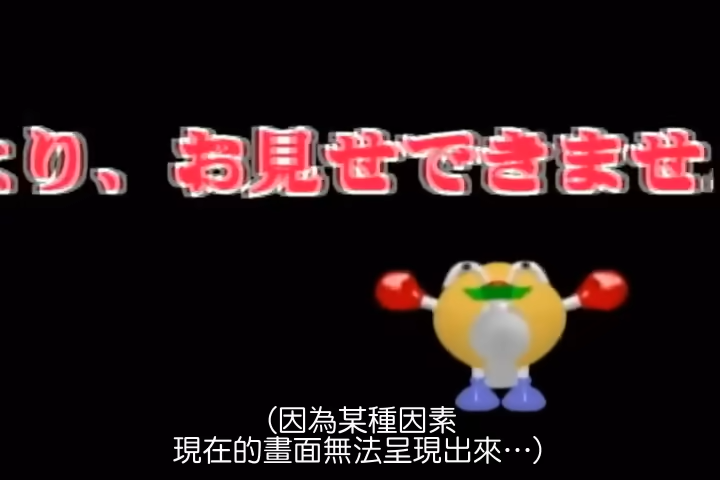 より、お見せできませ
（因為某種因素
現在的畫面無法呈現出來…）